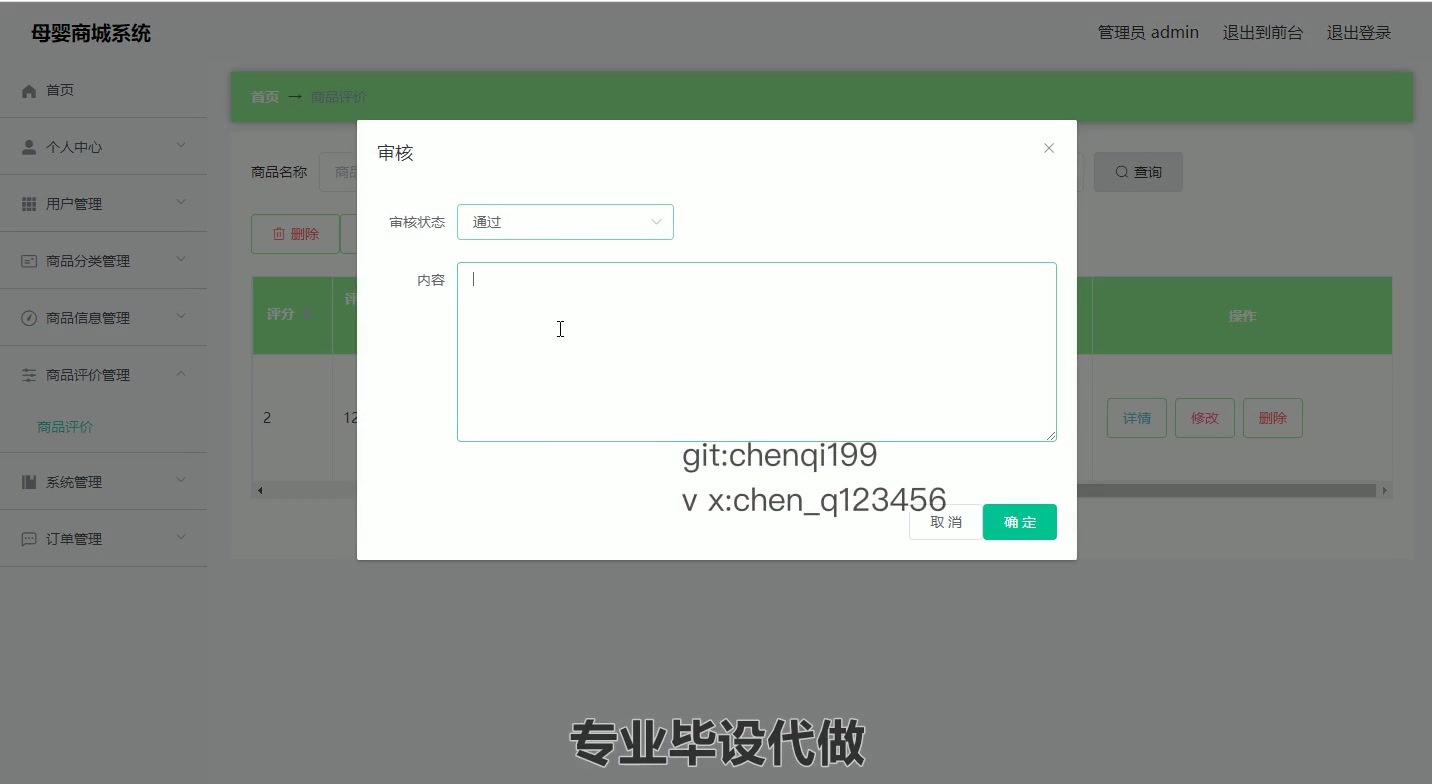 母婴商城系统
管理员 admin 退出到前台 退出登录
首页
个人中心
用户管理
商品分类管理
商品信息管理
商品评价管理
商品评价
系统管理
订单管理
首页 → 商品评价
商品名称 商品
查询
删除
评分
操作
2
12
详情 修改 删除
审核
审核状态 通过
内容
git:chenqi199
v x:chen_q123456
取消 确定
专业毕设代做